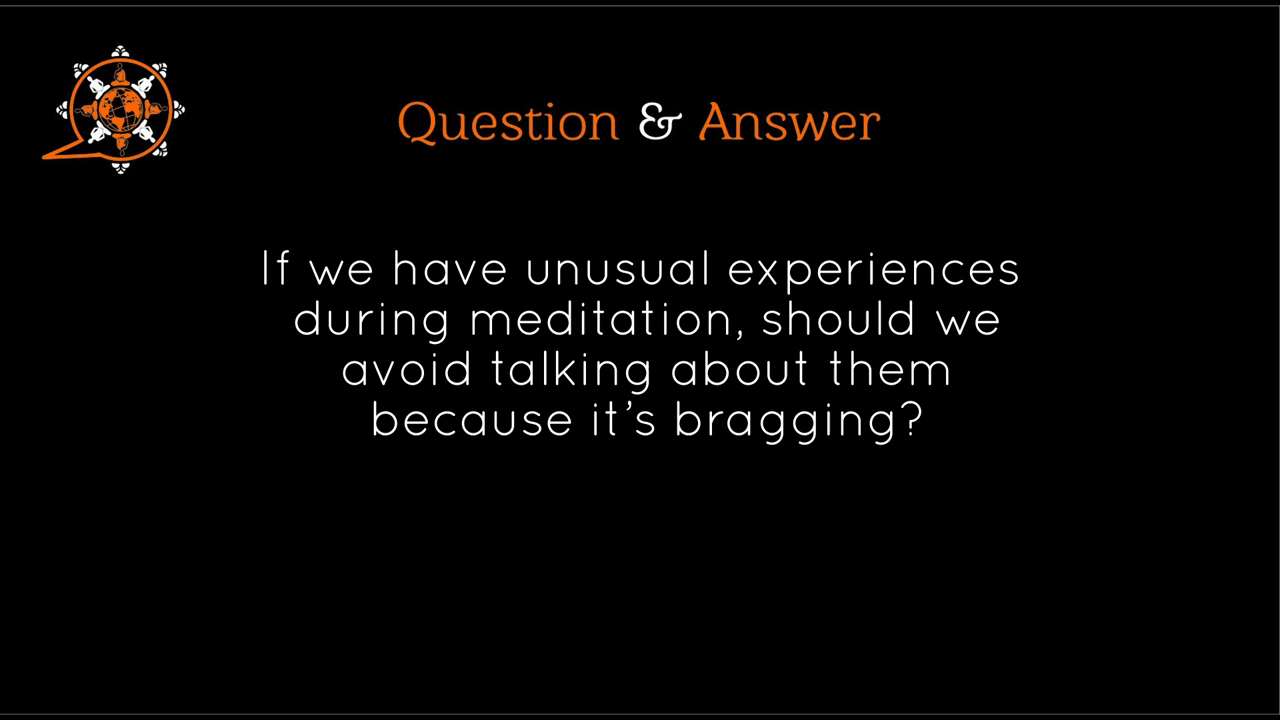 Question & Answer
If we have unusual experiences
during meditation, should we
avoid talking about them
because it’s bragging?